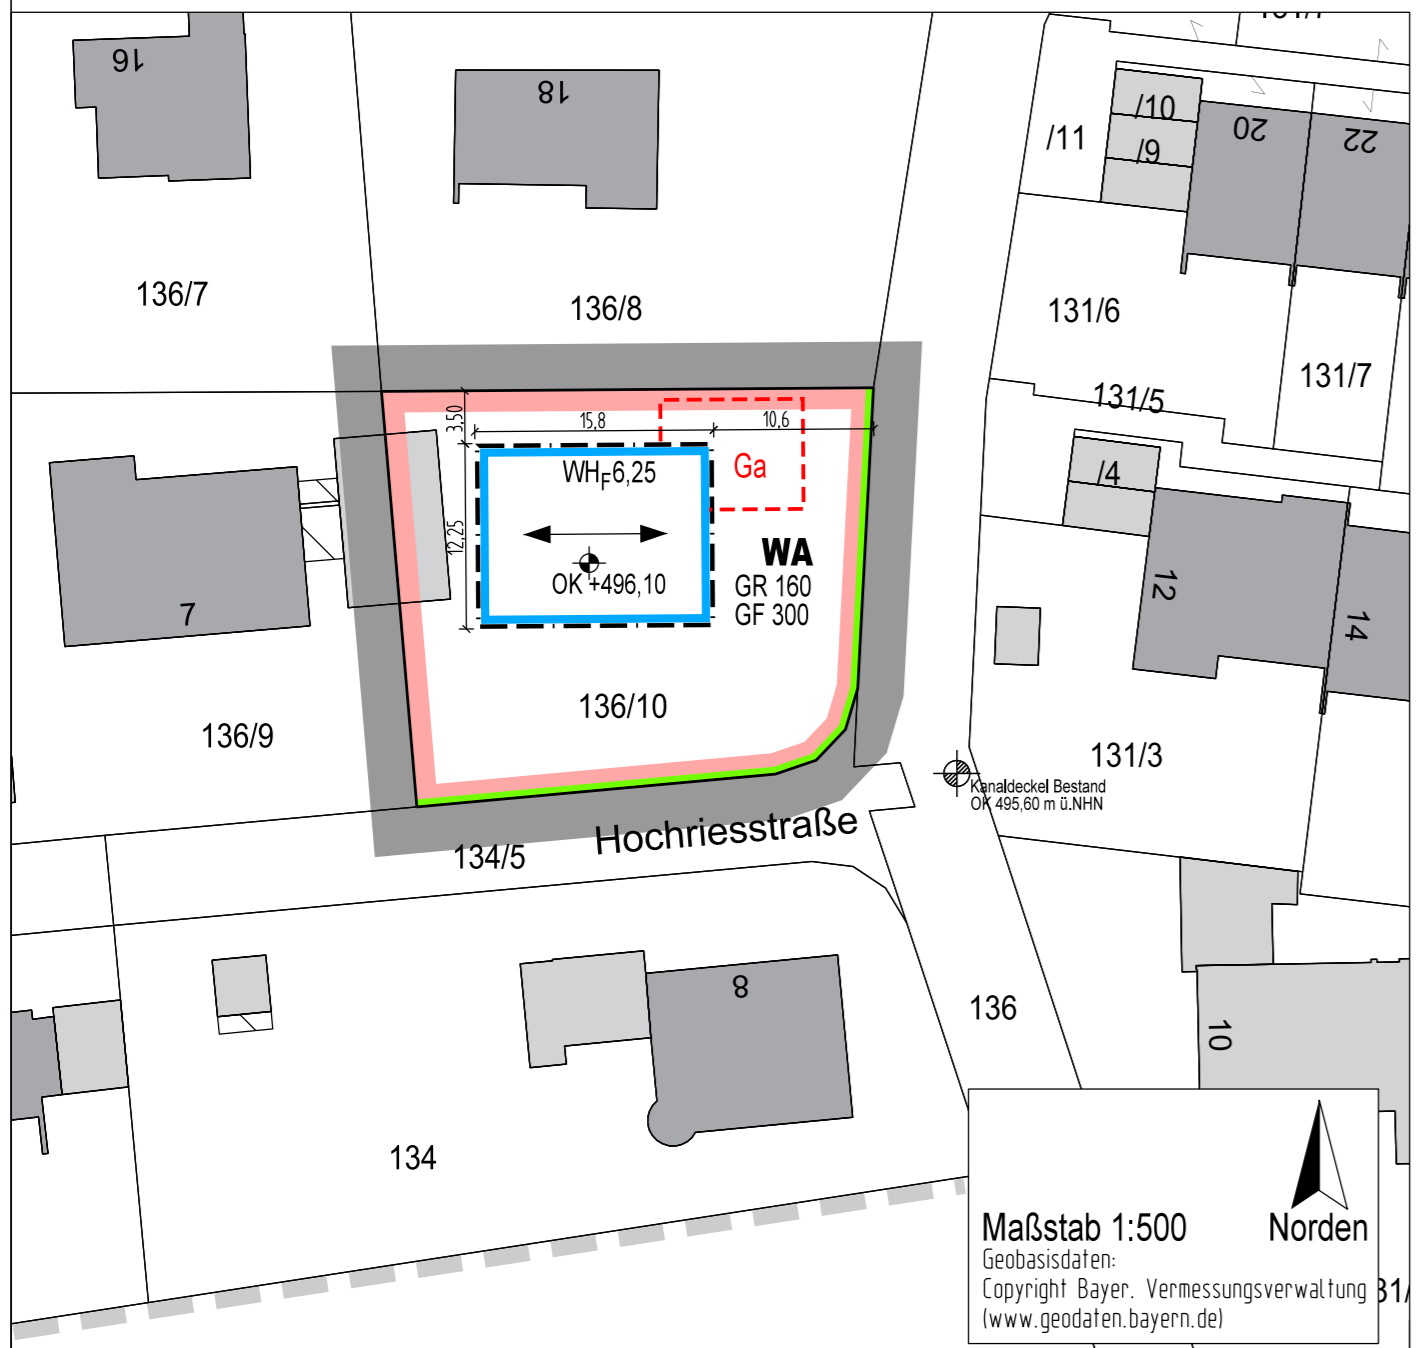 16
18
/10
/9
/11
20
22
136/7
136/8
131/6
131/7
131/5
3,50
15,8
10,6
WHF6,25
Ga
/4
12,25
OK +496,10
WA
GR 160
GF 300
7
12
14
136/10
136/9
131/3
Kanaldeckel Bestand
OK 495,60 m ü.NHN
Hochriesstraße
134/5
8
136
10
134
Maßstab 1:500
Norden
Geobasisdaten:
Copyright Bayer. Vermessungsverwaltung
(www.geodaten.bayern.de)